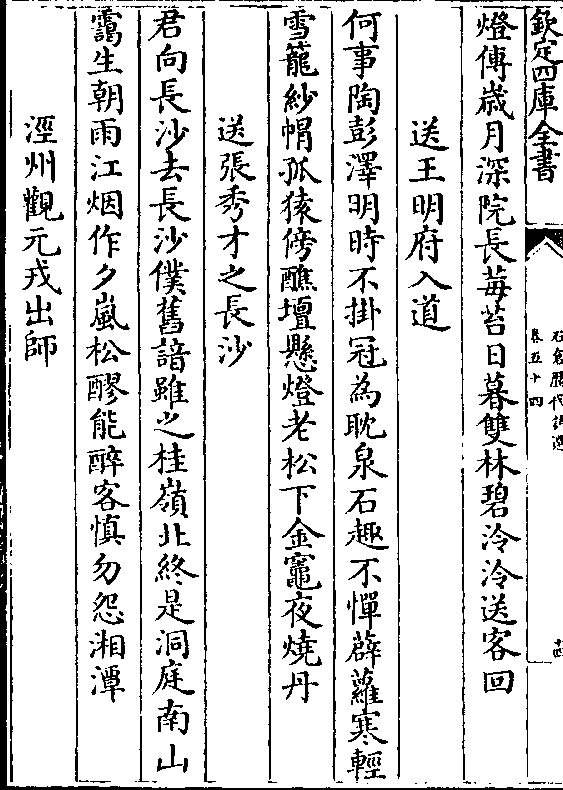 欽定四庫全書
石倉歷代詩選
卷五十四
十四
燈傳歲月深院長莓苔日暮雙林碧泠泠送客回
送王明府入道
何事陶彭澤明時不掛冠為耽泉石趣不憚薜蘿寒輕
雪籠紗㡌孤猿傍醮壇懸燈老松下金竈夜燒丹
送張秀才之長沙
君向長沙去長沙僕舊諳雖之桂嶺北終是洞庭南山
靄生朝雨江烟作夕嵐松醪能醉客慎勿怨湘潭
涇州觀元戎出師